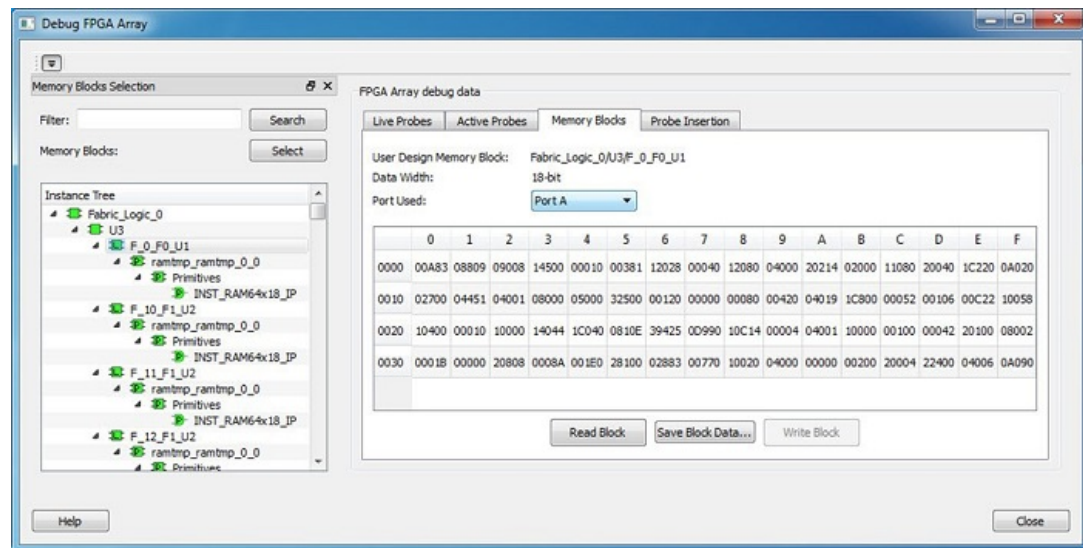 Debug FPGA Array
Memory Blocks Selection
Filter:
Search
Memory Blocks:
Select
Instance Tree
Fabric_Logic_0
U3
F_0_F0_U1
ramtmp_ramtmp_0_0
Primitives
INST_RAM64x18_IP
F_10_F1_U2
ramtmp_ramtmp_0_0
Primitives
INST_RAM64x18_IP
F_11_F1_U2
ramtmp_ramtmp_0_0
Primitives
INST_RAM64x18_IP
F_12_F1_U2
ramtmp_ramtmp_0_0
Primitives
FPGA Array debug data
Live Probes Active Probes Memory Blocks Probe Insertion
User Design Memory Block: Fabric_Logic_0/U3/F_0_F0_U1
Data Width: 18-bit
Port Used: Port A
0 1 2 3 4 5 6 7 8 9 A B C D E F
0000 00A83 08809 09008 14500 00010 00381 12028 00040 12080 04000 20214 02000 11080 20040 1C220 0A020
0010 02700 04451 04001 08000 05000 32500 00120 00000 00080 00420 04019 1C800 00052 00106 00C22 10058
0020 10400 00010 10000 14044 1C040 0810E 39425 0D990 10C14 00004 04001 10000 00100 00042 20100 08002
0030 0001B 00000 20808 0008A 001E0 28100 02883 00770 10020 04000 00000 00200 20004 22400 04006 0A090
Read Block Save Block Data... Write Block
Help
Close